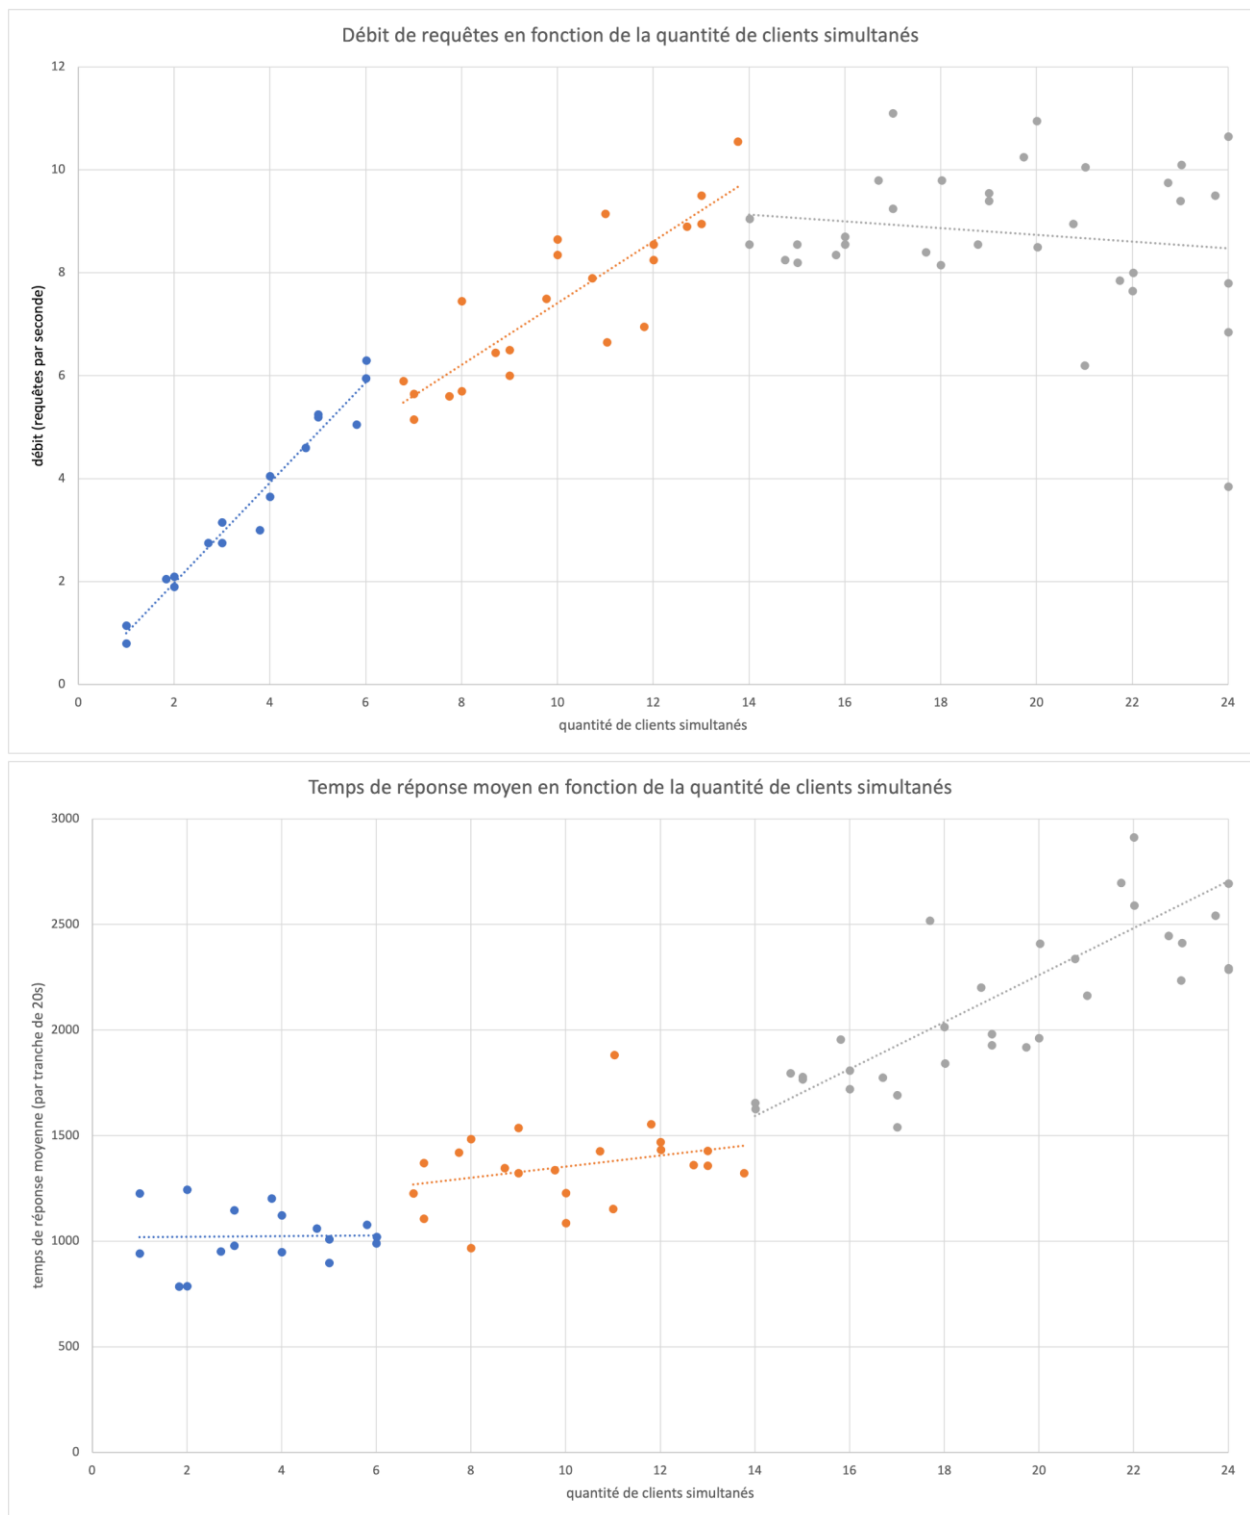 Débit de requêtes en fonction de la quantité de clients simultanés
débit (requêtes par seconde)
12
10
8
6
4
2
0
0 2 4 6 8 10 12 14 16 18 20 22 24
quantité de clients simultanés
Temps de réponse moyen en fonction de la quantité de clients simultanés
temps de réponse moyenne (par tranche de 20s)
3000
2500
2000
1500
1000
500
0
0 2 4 6 8 10 12 14 16 18 20 22 24
quantité de clients simultanés